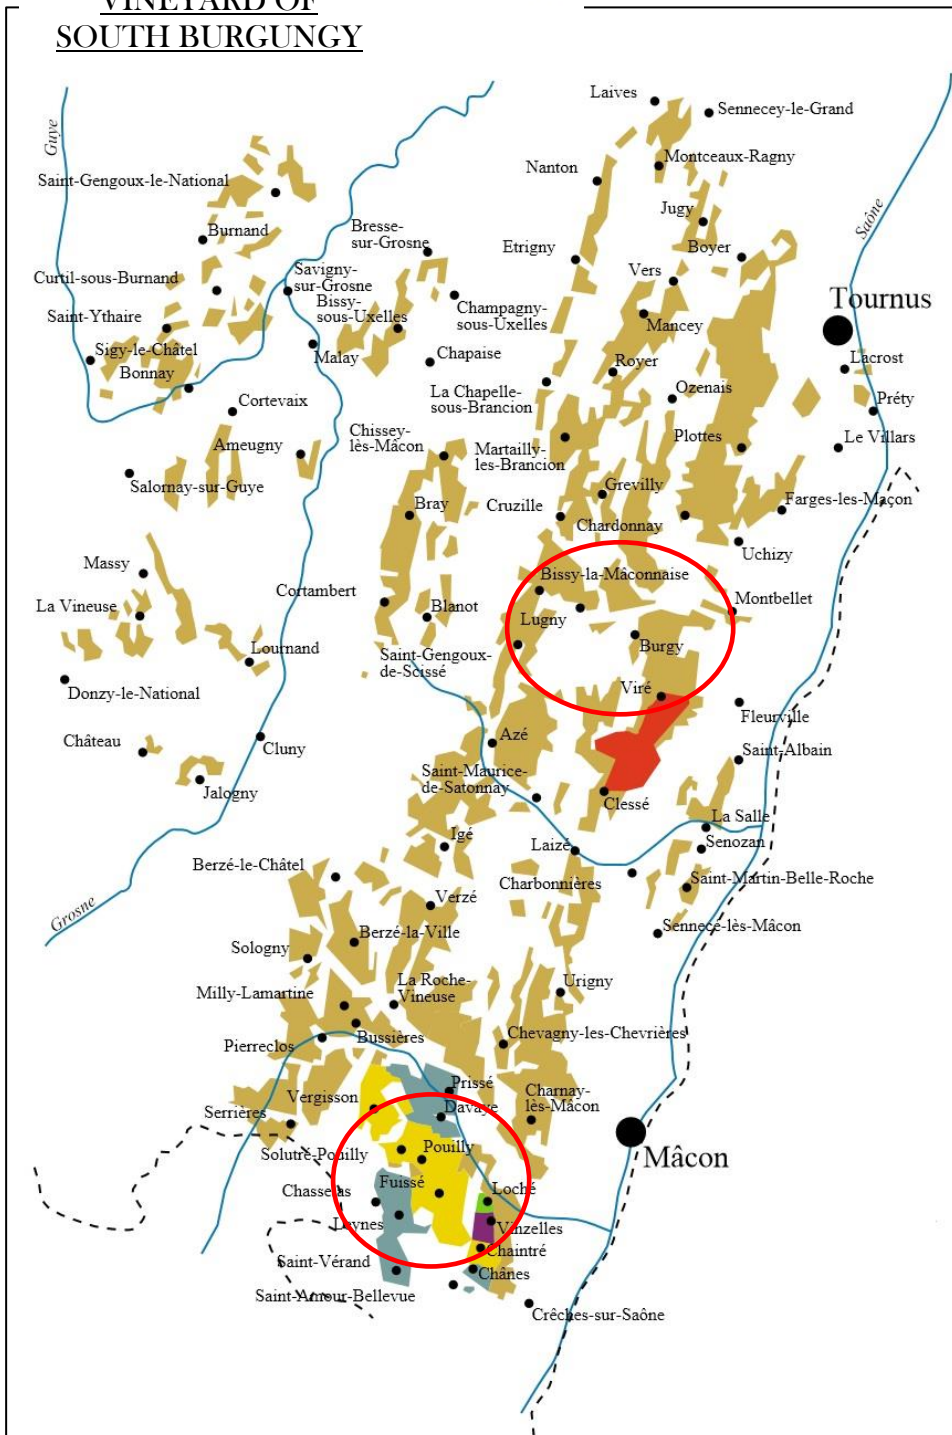 VINEYARD OF
SOUTH BURGUNGY
Laives
Sennecey-le-Grand
Guye
Nanton
Montceaux-Ragny
Saint-Gengoux-le-National
Jugy
Saône
Burnand
Bresse-
sur-Grosne
Etrigny
Boyer
Curtil-sous-Burnand
Savigny-
sur-Grosne
Vers
Bissy-
sous-Uxelles
Champagny-
sous-Uxelles
Tournus
Saint-Ythaire
Mancey
Sigy-le-Châtel
Malay
Chapaise
Royer
Lacrost
Bonnay
La Chapelle-
sous-Brancion
Ozenais
Préty
Cortevaix
Ameugny
Chissey-
lès-Mâcon
Martailly-
les-Brancion
Plottes
Le Villars
Salornay-sur-Guye
Grevilly
Bray
Cruzille
Chardonnay
Farges-les-Maçon
Uchizy
Massy
Bissy-la-Mâconnaise
Cortambert
La Vineuse
Blanot
Lugny
Montbellet
Lournand
Saint-Gengoux-
de-Scissé
Burgy
Donzy-le-National
Viré
Fleurville
Château
Cluny
Azé
Saint-Albain
Jalogny
Saint-Maurice-
de-Satonnay
Clessé
La Salle
Igé
Laizé
Senozan
Berzé-le-Châtel
Charbonnières
Saint-Martin-Belle-Roche
Verzé
Grosne
Sennecé-lès-Mâcon
Berzé-la-Ville
Sologny
La Roche-
Vineuse
Urigny
Milly-Lamartine
Bussières
Chevagny-les-Chevrières
Pierreclos
Prissé
Vergisson
Charnay-
lès-Mâcon
Serrières
Davayé
Solutré-Pouilly
Pouilly
Mâcon
Fuissé
Chasselas
Loché
Leynes
Vinzelles
Chaintré
Saint-Vérand
Chânes
Saint-Amour-Bellevue
Crêches-sur-Saône